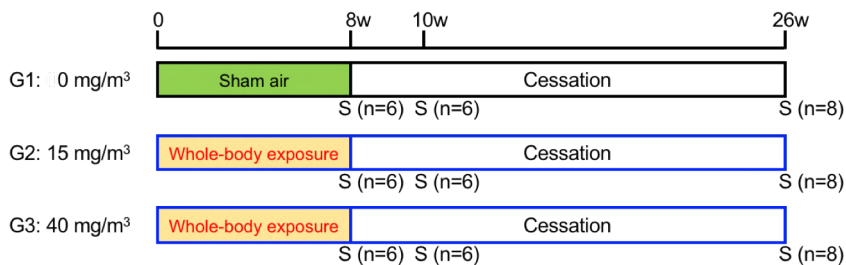 0 8w 10w 26w
G1: 0 mg/m³ Sham air Cessation
S (n=6) S (n=6) S (n=8)
G2: 15 mg/m³ Whole-body exposure Cessation
S (n=6) S (n=6) S (n=8)
G3: 40 mg/m³ Whole-body exposure Cessation
S (n=6) S (n=6) S (n=8)